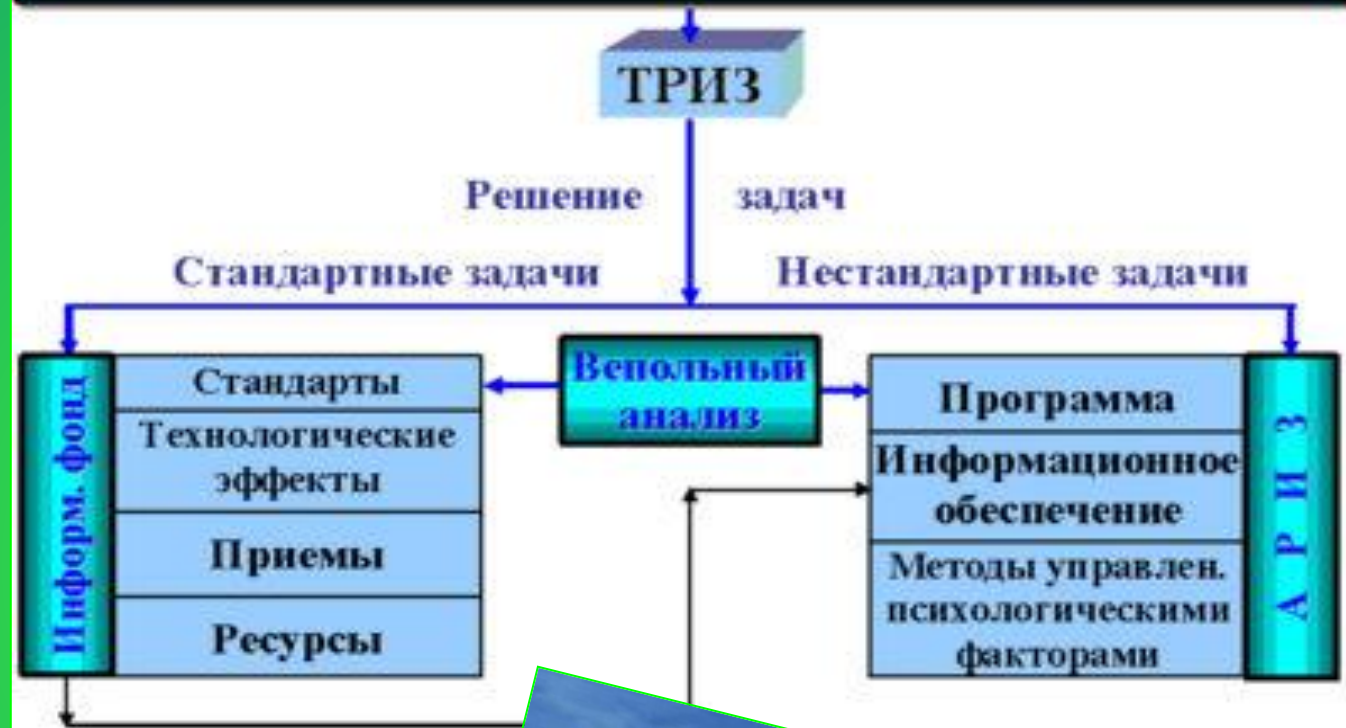 ТРИЗ
Решение задач
Стандартные задачи
Нестандартные задачи
Информ. фонд
Стандарты
Технологические
эффекты
Приемы
Ресурсы
Вепольный
анализ
Программа
Информационное
обеспечение
Методы управлен.
психологическими
факторами
А Р И З